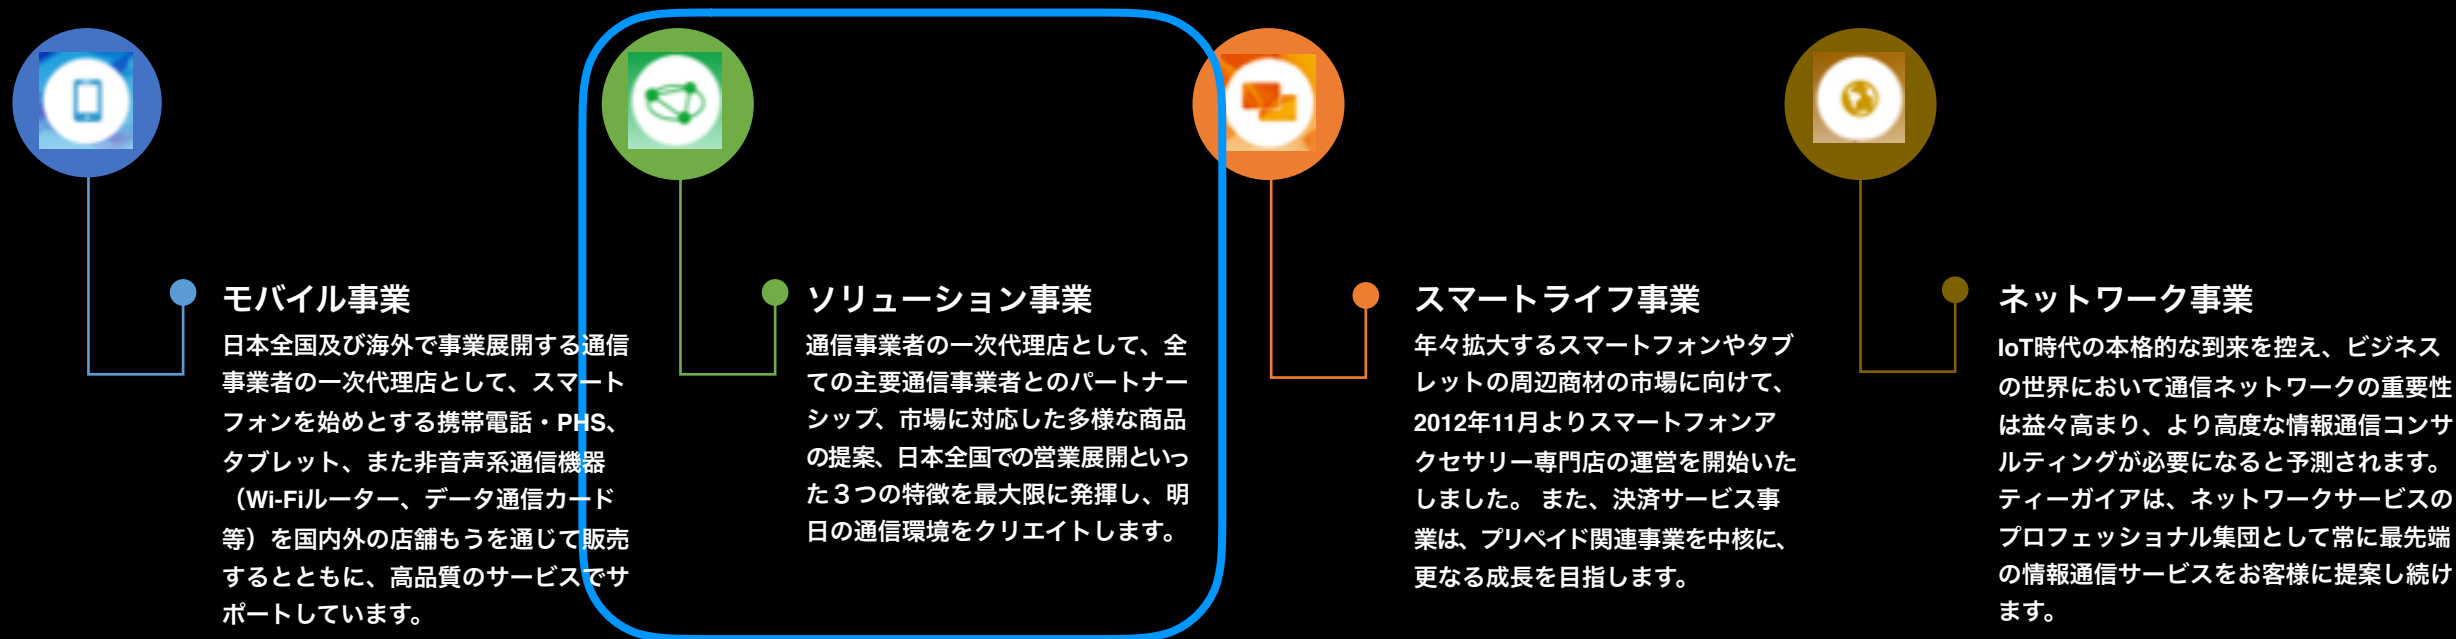 モバイル事業
日本全国及び海外で事業展開する通信
事業者の一次代理店として、スマート
フォンを始めとする携帯電話・PHS、
タブレット、また非音声系通信機器
（Wi-Fiルーター、データ通信カード
等）を国内外の店舗もうを通じて販売
するとともに、高品質のサービスでサ
ポートしています。
ソリューション事業
通信事業者の一次代理店として、全
ての主要通信事業者とのパートナー
シップ、市場に対応した多様な商品
の提案、日本全国での営業展開といっ
た３つの特徴を最大限に発揮し、明
日の通信環境をクリエイトします。
スマートライフ事業
年々拡大するスマートフォンやタブ
レットの周辺商材の市場に向けて、
2012年11月よりスマートフォンア
クセサリー専門店の運営を開始いた
しました。 また、決済サービス事
業は、プリペイド関連事業を中核に、
更なる成長を目指します。
ネットワーク事業
IoT時代の本格的な到来を控え、ビジネス
の世界において通信ネットワークの重要性
は益々高まり、より高度な情報通信コンサ
ルティングが必要になると予測されます。
ティーガイアは、ネットワークサービスの
プロフェッショナル集団として常に最先端
の情報通信サービスをお客様に提案し続け
ます。